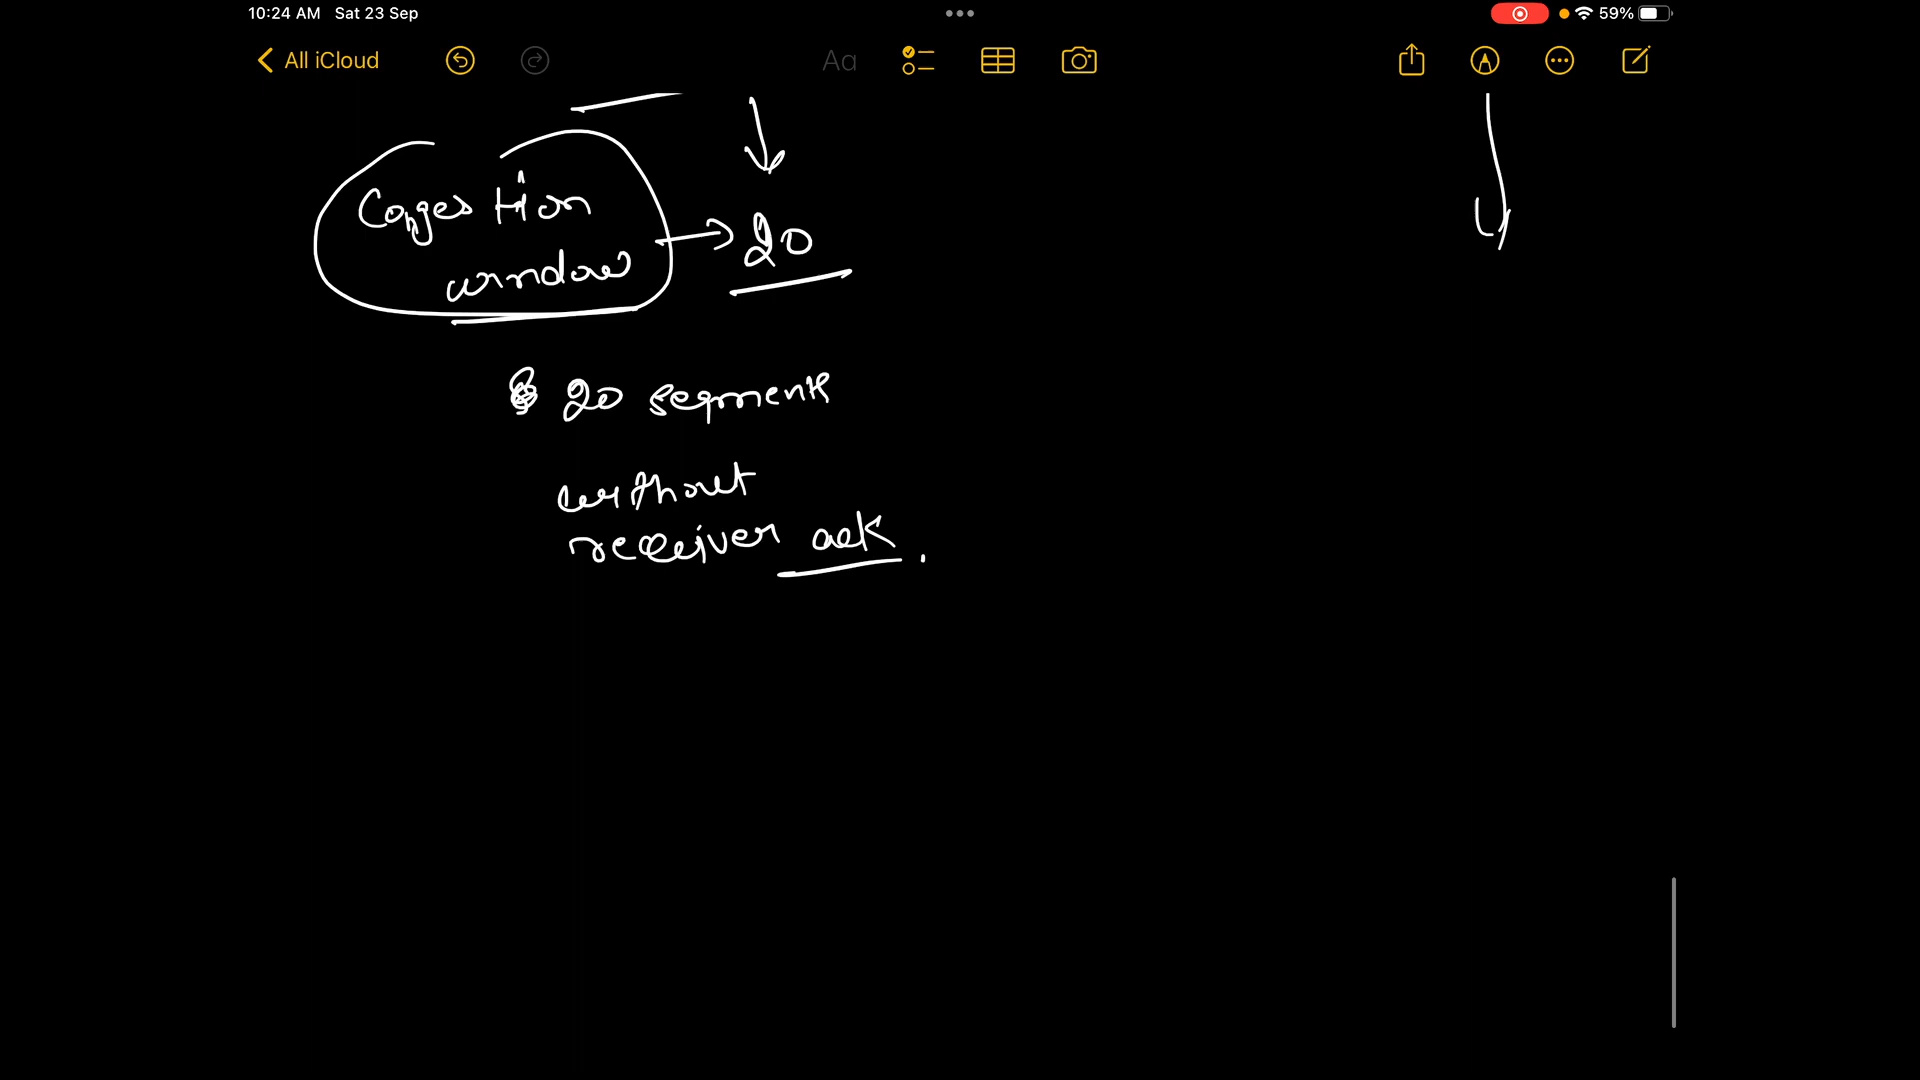 10:24 AM Sat 23 Sep
59%
All iCloud
Aa
Congestion
window → 20
20 segments
without
receiver ack.